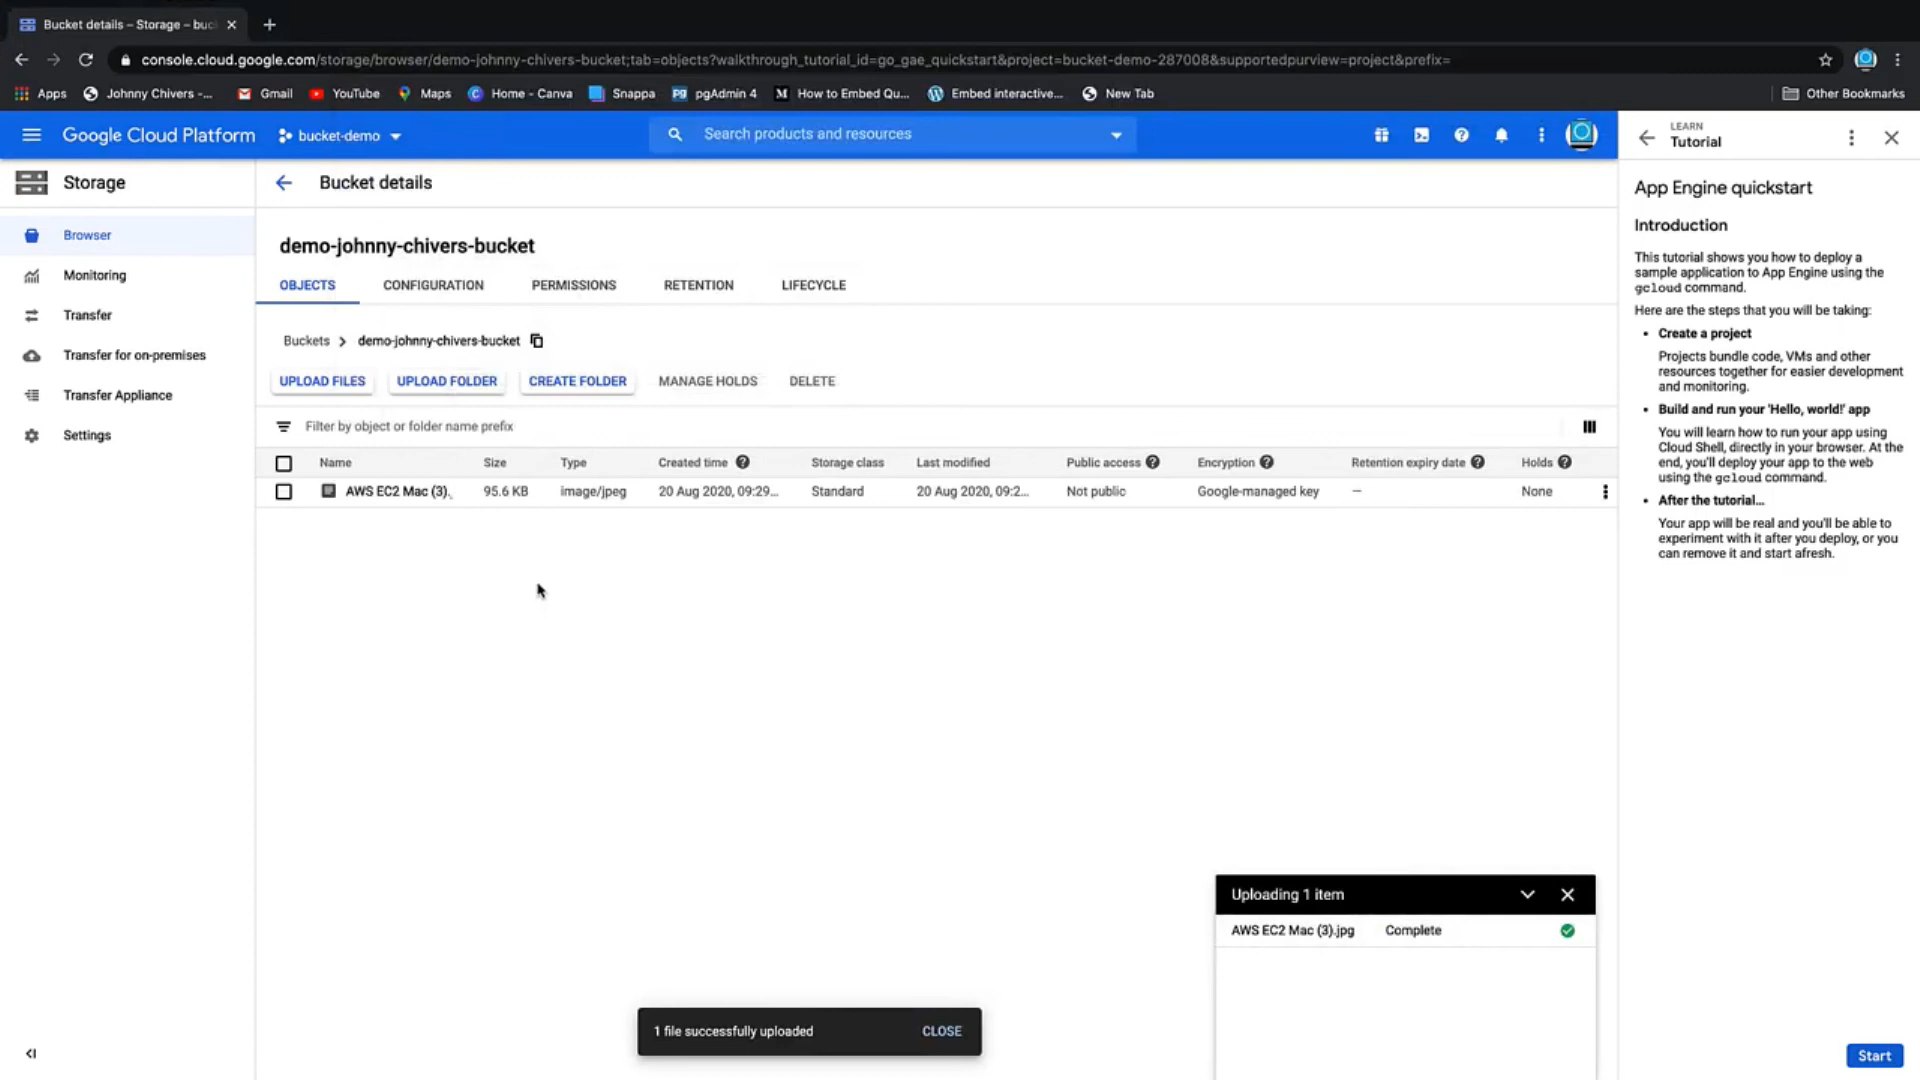 Bucket details – Storage – buc
console.cloud.google.com/storage/browser/demo-johnny-chivers-bucket;tab=objects?walkthrough_tutorial_id=go_gae_quickstart&project=bucket-demo-287008&supportedpurview=project&prefix=
Apps Johnny Chivers -... Gmail YouTube Maps Home - Canva Snappa pgAdmin 4 How to Embed Qu... Embed interactive... New Tab Other Bookmarks
Google Cloud Platform bucket-demo Search products and resources
LEARN
Tutorial
Storage
Browser
Monitoring
Transfer
Transfer for on-premises
Transfer Appliance
Settings
Bucket details
demo-johnny-chivers-bucket
OBJECTS CONFIGURATION PERMISSIONS RETENTION LIFECYCLE
Buckets > demo-johnny-chivers-bucket
UPLOAD FILES UPLOAD FOLDER CREATE FOLDER MANAGE HOLDS DELETE
Filter by object or folder name prefix
Name Size Type Created time Storage class Last modified Public access Encryption Retention expiry date Holds
AWS EC2 Mac (3). 95.6 KB image/jpeg 20 Aug 2020, 09:29... Standard 20 Aug 2020, 09:2... Not public Google-managed key – None
Uploading 1 item
AWS EC2 Mac (3).jpg Complete
1 file successfully uploaded CLOSE
App Engine quickstart
Introduction
This tutorial shows you how to deploy a
sample application to App Engine using the
gcloud command.
Here are the steps that you will be taking:
• Create a project
Projects bundle code, VMs and other
resources together for easier development
and monitoring.
• Build and run your 'Hello, world!' app
You will learn how to run your app using
Cloud Shell, directly in your browser. At the
end, you'll deploy your app to the web
using the gcloud command.
• After the tutorial...
Your app will be real and you'll be able to
experiment with it after you deploy, or you
can remove it and start afresh.
Start